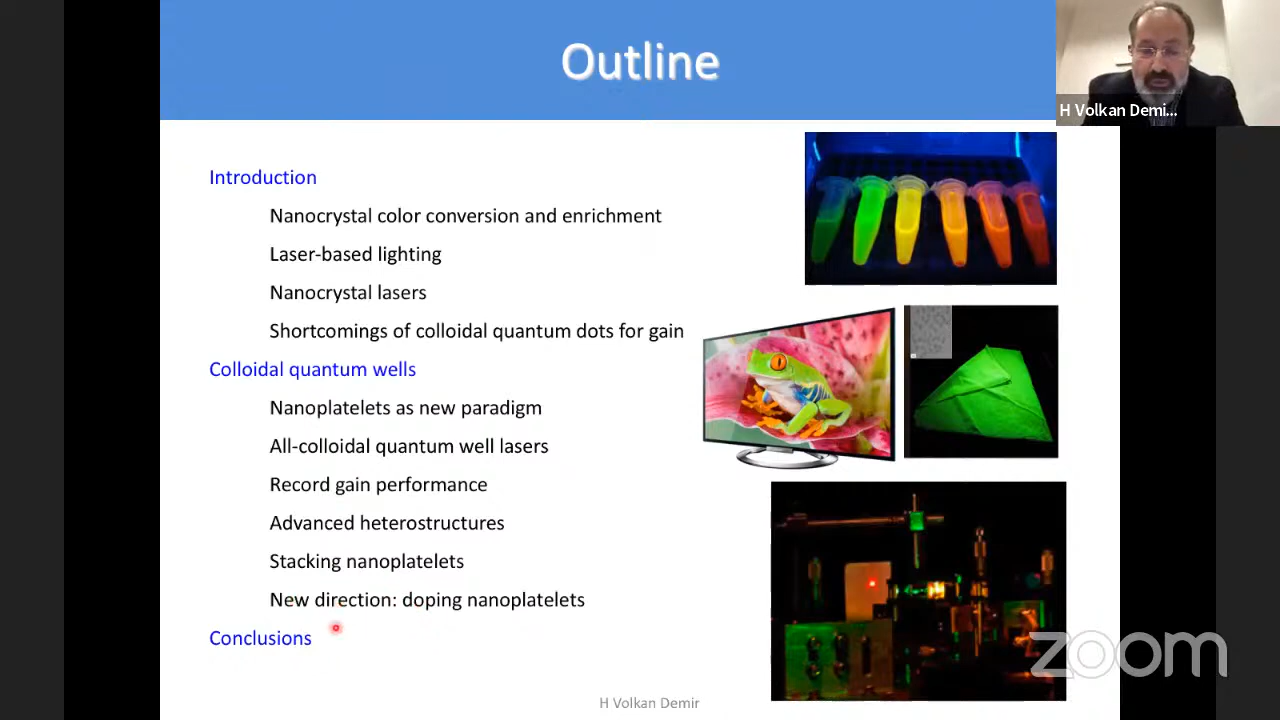 Outline
H Volkan Demi...
Introduction
Nanocrystal color conversion and enrichment
Laser-based lighting
Nanocrystal lasers
Shortcomings of colloidal quantum dots for gain
Colloidal quantum wells
Nanoplatelets as new paradigm
All-colloidal quantum well lasers
Record gain performance
Advanced heterostructures
Stacking nanoplatelets
New direction: doping nanoplatelets
Conclusions
zoom
H Volkan Demir